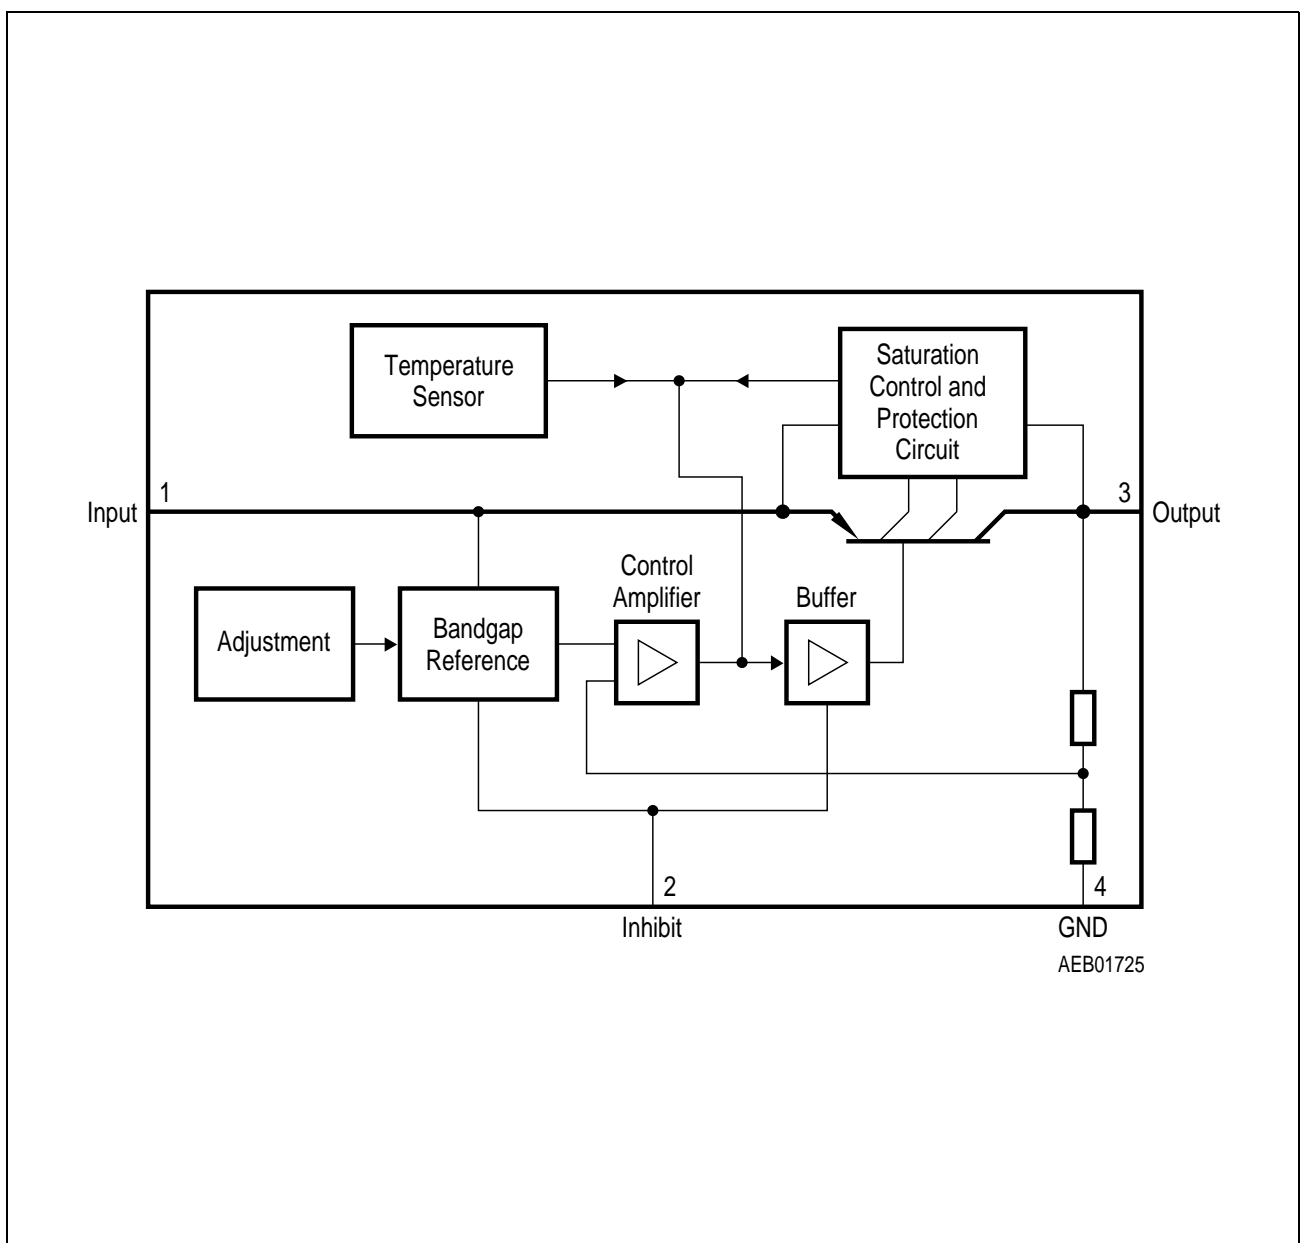 Temperature
Sensor
Saturation
Control and
Protection
Circuit
1
3
Input
Output
Control
Amplifier
Buffer
Adjustment
Bandgap
Reference
2
4
Inhibit
GND
AEB01725